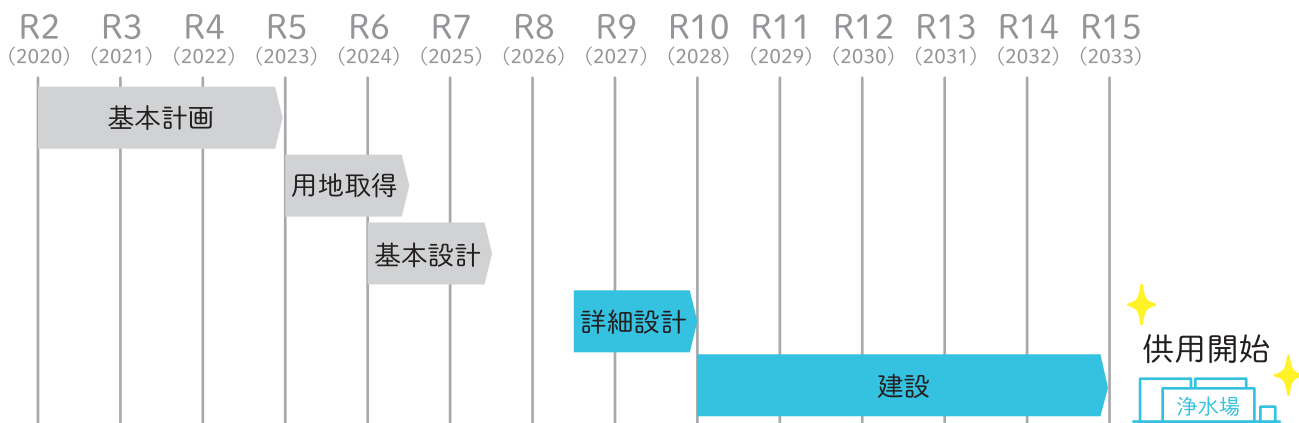 R2 R3 R4 R5 R6 R7 R8 R9 R10 R11 R12 R13 R14 R15
(2020) (2021) (2022) (2023) (2024) (2025) (2026) (2027) (2028) (2029) (2030) (2031) (2032) (2033)
基本計画
用地取得
基本設計
詳細設計
建設
供用開始
浄水場